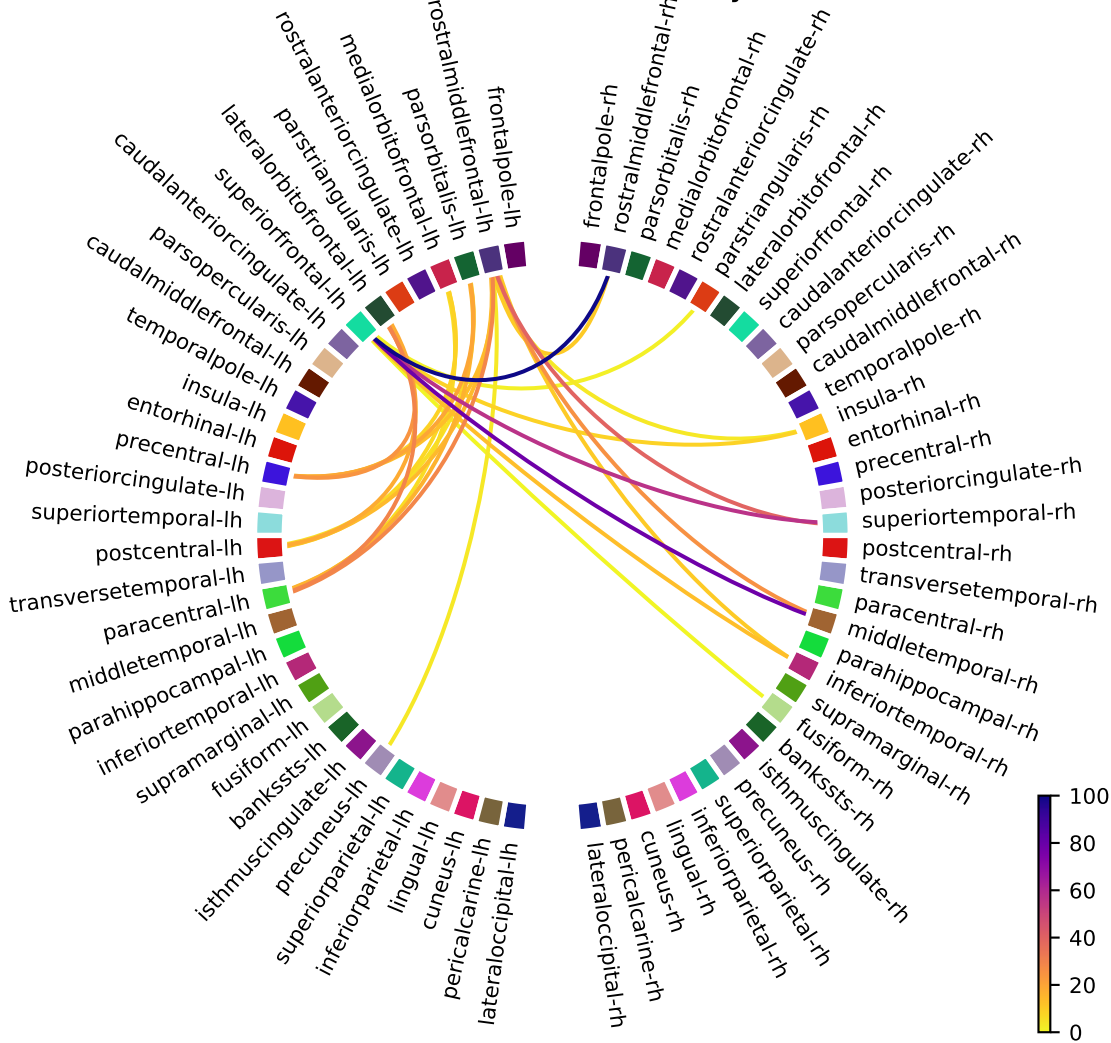 frontalpole-lh
rostralmiddlefrontal-lh
parsorbitalis-lh
medialorbitofrontal-lh
rostralanteriorcingulate-lh
parstriangularis-lh
lateralorbitofrontal-lh
superiorfrontal-lh
caudalanteriorcingulate-lh
parsopercularis-lh
caudalmiddlefrontal-lh
temporalpole-lh
insula-lh
entorhinal-lh
precentral-lh
posteriorcingulate-lh
superiortemporal-lh
postcentral-lh
transversetemporal-lh
paracentral-lh
middletemporal-lh
parahippocampal-lh
inferiortemporal-lh
supramarginal-lh
fusiform-lh
bankssts-lh
isthmuscingulate-lh
precuneus-lh
superiorparietal-lh
inferiorparietal-lh
lingual-lh
cuneus-lh
pericalcarine-lh
lateraloccipital-lh
frontalpole-rh
rostralmiddlefrontal-rh
parsorbitalis-rh
medialorbitofrontal-rh
rostralanteriorcingulate-rh
parstriangularis-rh
lateralorbitofrontal-rh
superiorfrontal-rh
caudalanteriorcingulate-rh
parsopercularis-rh
caudalmiddlefrontal-rh
temporalpole-rh
insula-rh
entorhinal-rh
precentral-rh
posteriorcingulate-rh
superiortemporal-rh
postcentral-rh
transversetemporal-rh
paracentral-rh
middletemporal-rh
parahippocampal-rh
inferiortemporal-rh
supramarginal-rh
fusiform-rh
bankssts-rh
isthmuscingulate-rh
precuneus-rh
superiorparietal-rh
inferiorparietal-rh
lingual-rh
cuneus-rh
pericalcarine-rh
lateraloccipital-rh
100
80
60
40
20
0